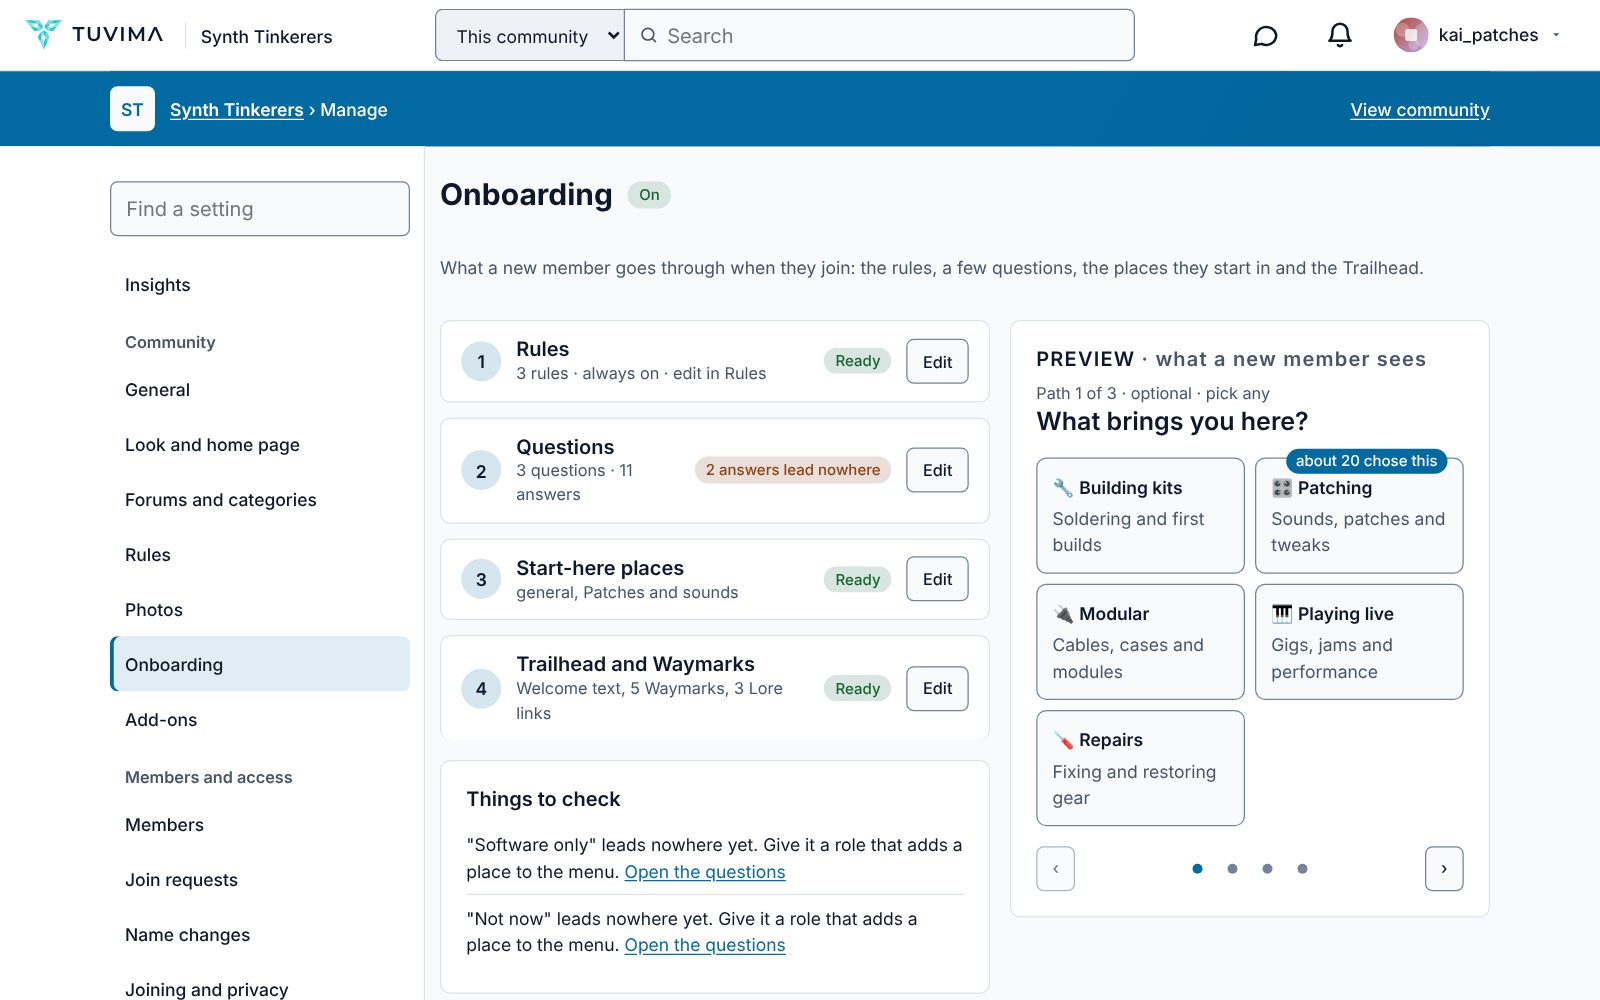 TUVIMA
Synth Tinkerers
This community
Search
kai_patches
ST
Synth Tinkerers › Manage
View community
Find a setting
Insights
Community
General
Look and home page
Forums and categories
Rules
Photos
Onboarding
Add-ons
Members and access
Members
Join requests
Name changes
Joining and privacy
Onboarding
On
What a new member goes through when they join: the rules, a few questions, the places they start in and the Trailhead.
1
Rules
3 rules · always on · edit in Rules
Ready
Edit
2
Questions
3 questions · 11
answers
2 answers lead nowhere
Edit
3
Start-here places
general, Patches and sounds
Ready
Edit
4
Trailhead and Waymarks
Welcome text, 5 Waymarks, 3 Lore
links
Ready
Edit
Things to check
"Software only" leads nowhere yet. Give it a role that adds a
place to the menu. Open the questions
"Not now" leads nowhere yet. Give it a role that adds a
place to the menu. Open the questions
PREVIEW · what a new member sees
Path 1 of 3 · optional · pick any
What brings you here?
Building kits
Soldering and first
builds
about 20 chose this
Patching
Sounds, patches and
tweaks
Modular
Cables, cases and
modules
Playing live
Gigs, jams and
performance
Repairs
Fixing and restoring
gear
‹
›